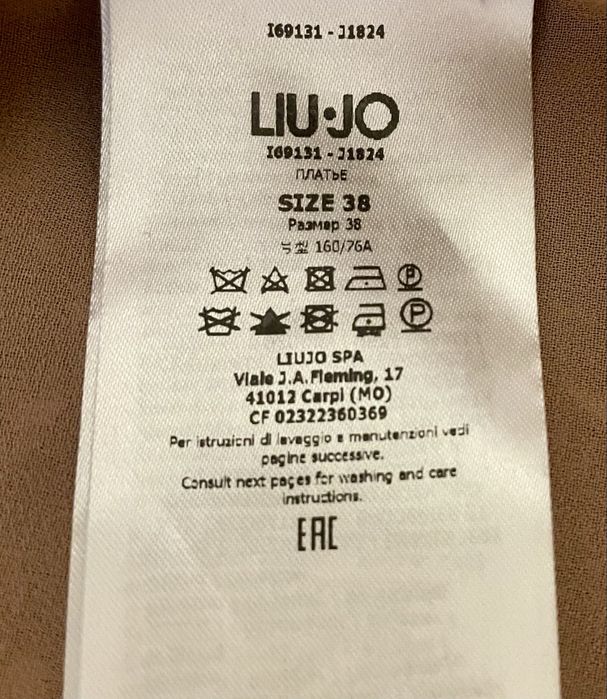 I69131 - J1824
LIU·JO
I69131 - J1824
ПЛАТЬЕ
SIZE 38
Размер 38
号型 160/76A
P
P
LIUJO SPA
Viale J.A.Fleming, 17
41012 Carpi (MO)
CF 02322360369
Per istruzioni di lavaggio e manutenzioni vedi
pagine successive.
Consult next pages for washing and care
instructions.
EAC